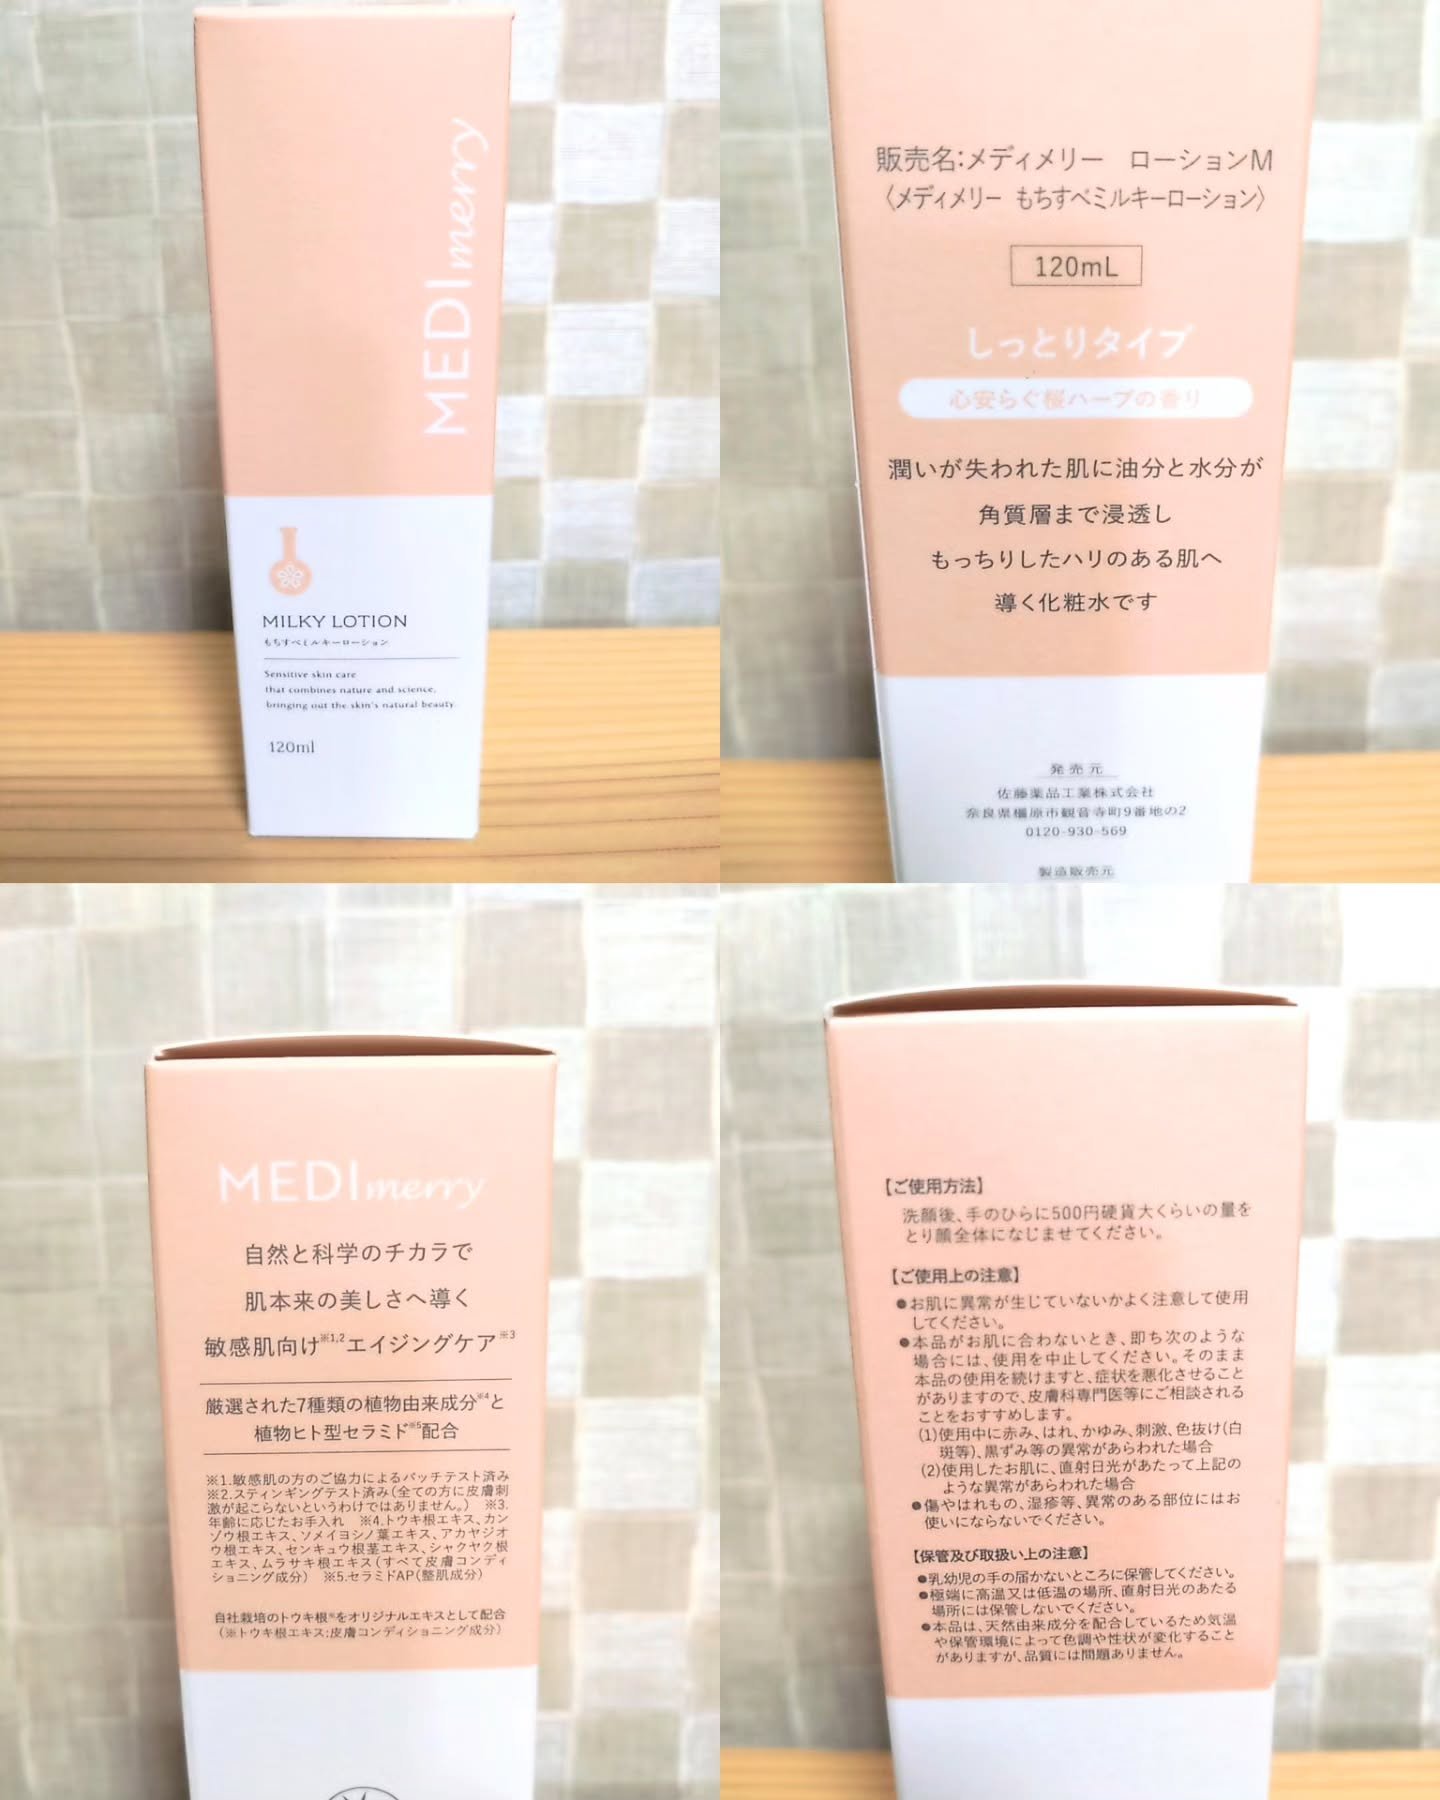 MEDImerry
MILKY LOTION
もちすべミルキーローション
Sensitive skin care
that combines nature and science,
bringing out the skin's natural beauty.
120ml
販売名:メディメリー ローションM
〈メディメリー もちすべミルキーローション〉
120mL
しっとりタイプ
心安らぐ桜ハーブの香り
潤いが失われた肌に油分と水分が
角質層まで浸透し
もっちりしたハリのある肌へ
導く化粧水です
発売元
佐藤薬品工業株式会社
奈良県橿原市観音寺町9番地の2
0120-930-569
製造販売元
MEDImerry
自然と科学のチカラで
肌本来の美しさへ導く
敏感肌向け※1,2エイジングケア※3
厳選された7種類の植物由来成分※4と
植物ヒト型セラミド※5配合
※1.敏感肌の方のご協力によるパッチテスト済み
※2.スティンギングテスト済み(全ての方に皮膚刺
激が起こらないというわけではありません。) ※3.
年齢に応じたお手入れ ※4.トウキ根エキス、カン
ゾウ根エキス、ソメイヨシノ葉エキス、アカヤジオ
ウ根エキス、センキュウ根茎エキス、シャクヤク根
エキス、ムラサキ根エキス(すべて皮膚コンディ
ショニング成分) ※5.セラミドAP(整肌成分)
自社栽培のトウキ根※をオリジナルエキスとして配合
(※トウキ根エキス:皮膚コンディショニング成分)
【ご使用方法】
洗顔後、手のひらに500円硬貨大くらいの量を
とり顔全体になじませてください。
【ご使用上の注意】
●お肌に異常が生じていないかよく注意して使用
してください。
●本品がお肌に合わないとき、即ち次のような
場合には、使用を中止してください。そのまま
本品の使用を続けますと、症状を悪化させること
がありますので、皮膚科専門医等にご相談される
ことをおすすめします。
(1)使用中に赤み、はれ、かゆみ、刺激、色抜け(白
斑等)、黒ずみ等の異常があらわれた場合
(2)使用したお肌に、直射日光があたって上記の
ような異常があらわれた場合
●傷やはれもの、湿疹等、異常のある部位にはお
使いにならないでください。
【保管及び取扱い上の注意】
●乳幼児の手の届かないところに保管してください。
●極端に高温又は低温の場所、直射日光のあたる
場所には保管しないでください。
●本品は、天然由来成分を配合しているため気温
や保管環境によって色調や性状が変化すること
がありますが、品質には問題ありません。